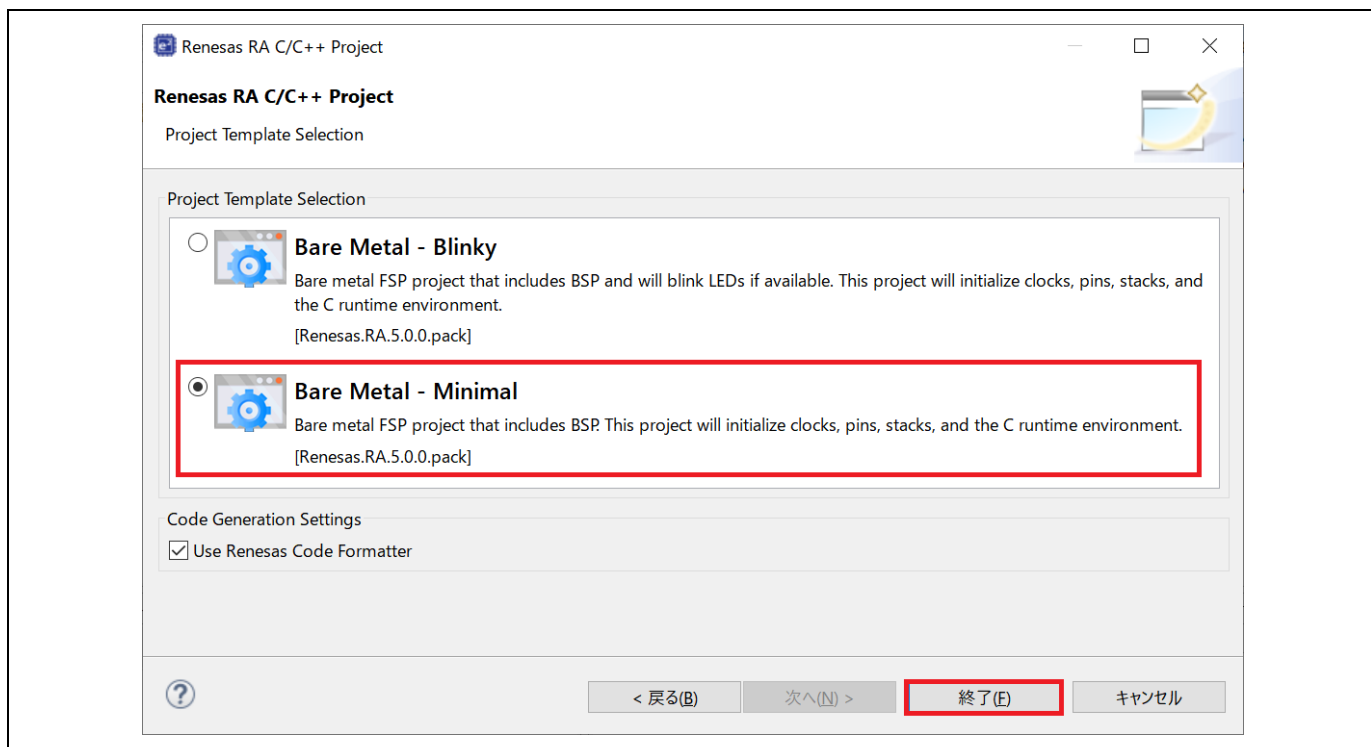 Renesas RA C/C++ Project
Renesas RA C/C++ Project
Project Template Selection
Project Template Selection
Bare Metal - Blinky
Bare metal FSP project that includes BSP and will blink LEDs if available. This project will initialize clocks, pins, stacks, and
the C runtime environment.
[Renesas.RA.5.0.0.pack]
Bare Metal - Minimal
Bare metal FSP project that includes BSP. This project will initialize clocks, pins, stacks, and the C runtime environment.
[Renesas.RA.5.0.0.pack]
Code Generation Settings
Use Renesas Code Formatter
< 戻る(B) 次へ(N) > 終了(F) キャンセル